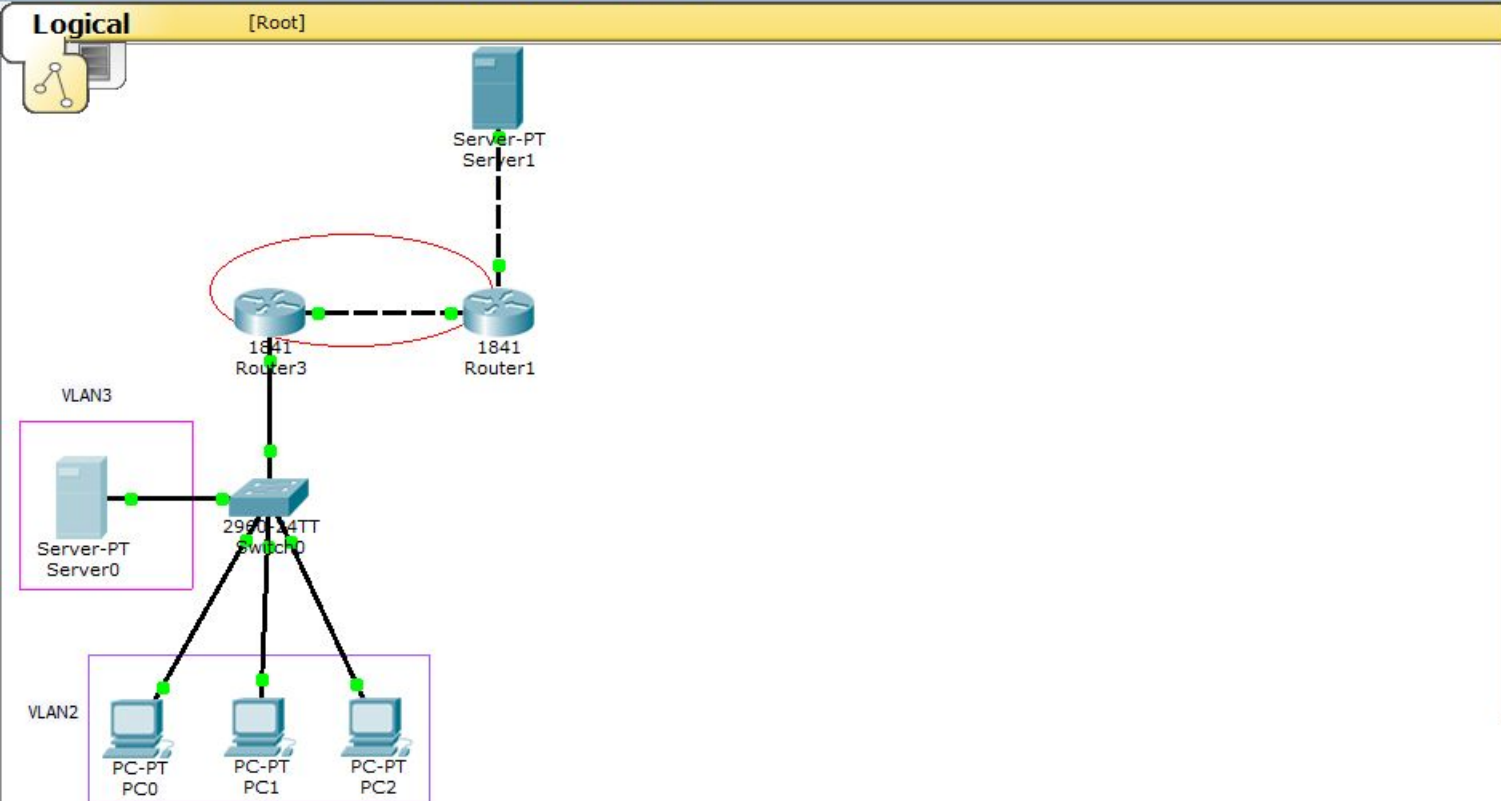 Logical [Root]
Server-PT
Server1
1841
Router3
1841
Router1
VLAN3
Server-PT
Server0
2960-24TT
Switch0
VLAN2
PC-PT
PC0
PC-PT
PC1
PC-PT
PC2